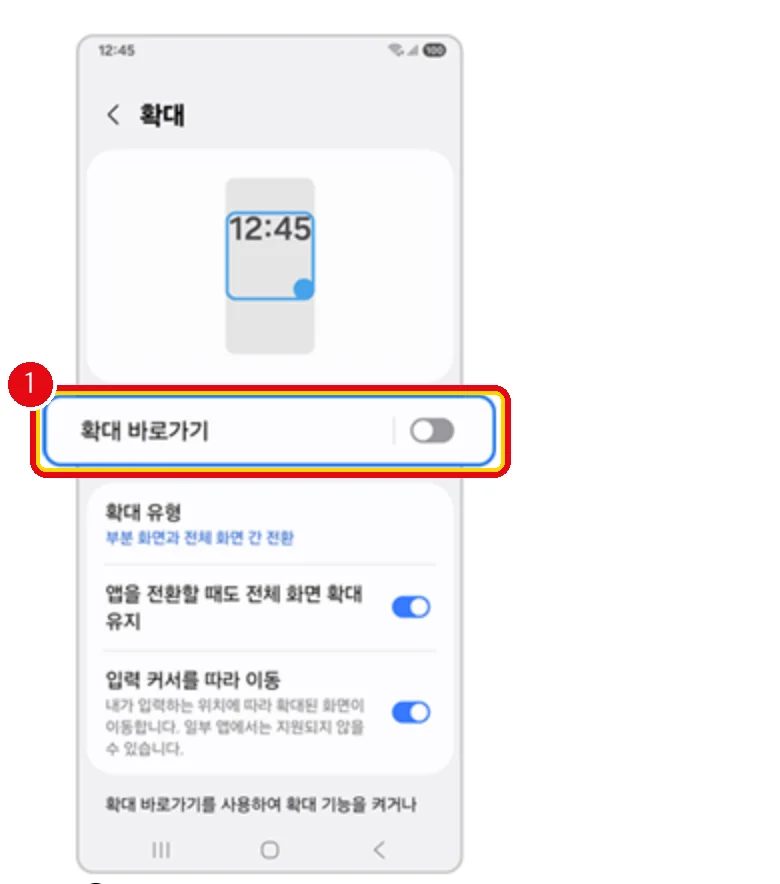 12:45
100
확대
12:45
1
확대 바로가기
확대 유형
부분 화면과 전체 화면 간 전환
앱을 전환할 때도 전체 화면 확대
유지
입력 커서를 따라 이동
내가 입력하는 위치에 따라 확대된 화면이
이동합니다. 일부 앱에서는 지원되지 않을
수 있습니다.
확대 바로가기를 사용하여 확대 기능을 켜거나